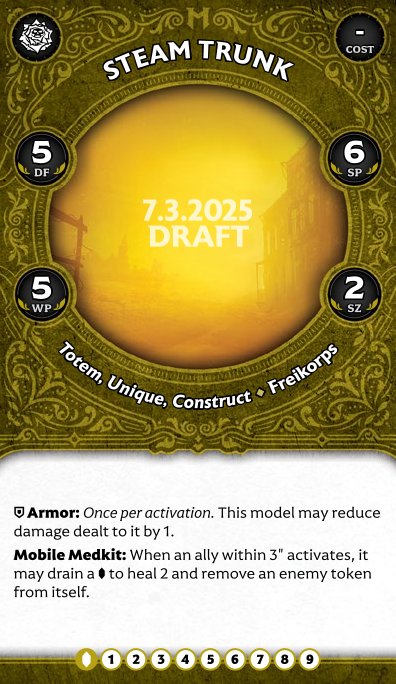 STEAM TRUNK
-
COST
5
DF
6
SP
7.3.2025
DRAFT
5
WP
2
SZ
Totem, Unique, Construct ⬧ Freikorps
Armor: Once per activation. This model may reduce
damage dealt to it by 1.
Mobile Medkit: When an ally within 3" activates, it
may drain a ⬮ to heal 2 and remove an enemy token
from itself.
1 2 3 4 5 6 7 8 9